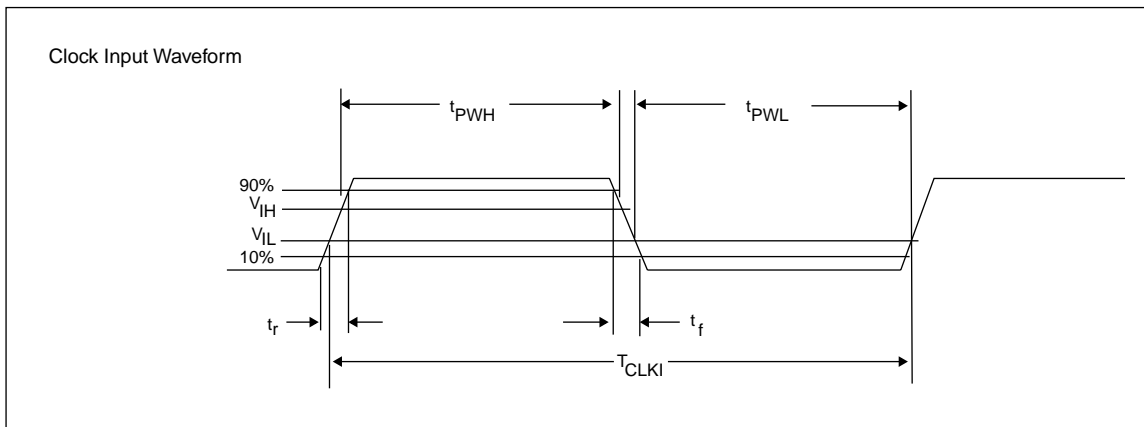 Clock Input Waveform
tPWH
tPWL
90%
VIH
VIL
10%
tr
tf
TCLKI